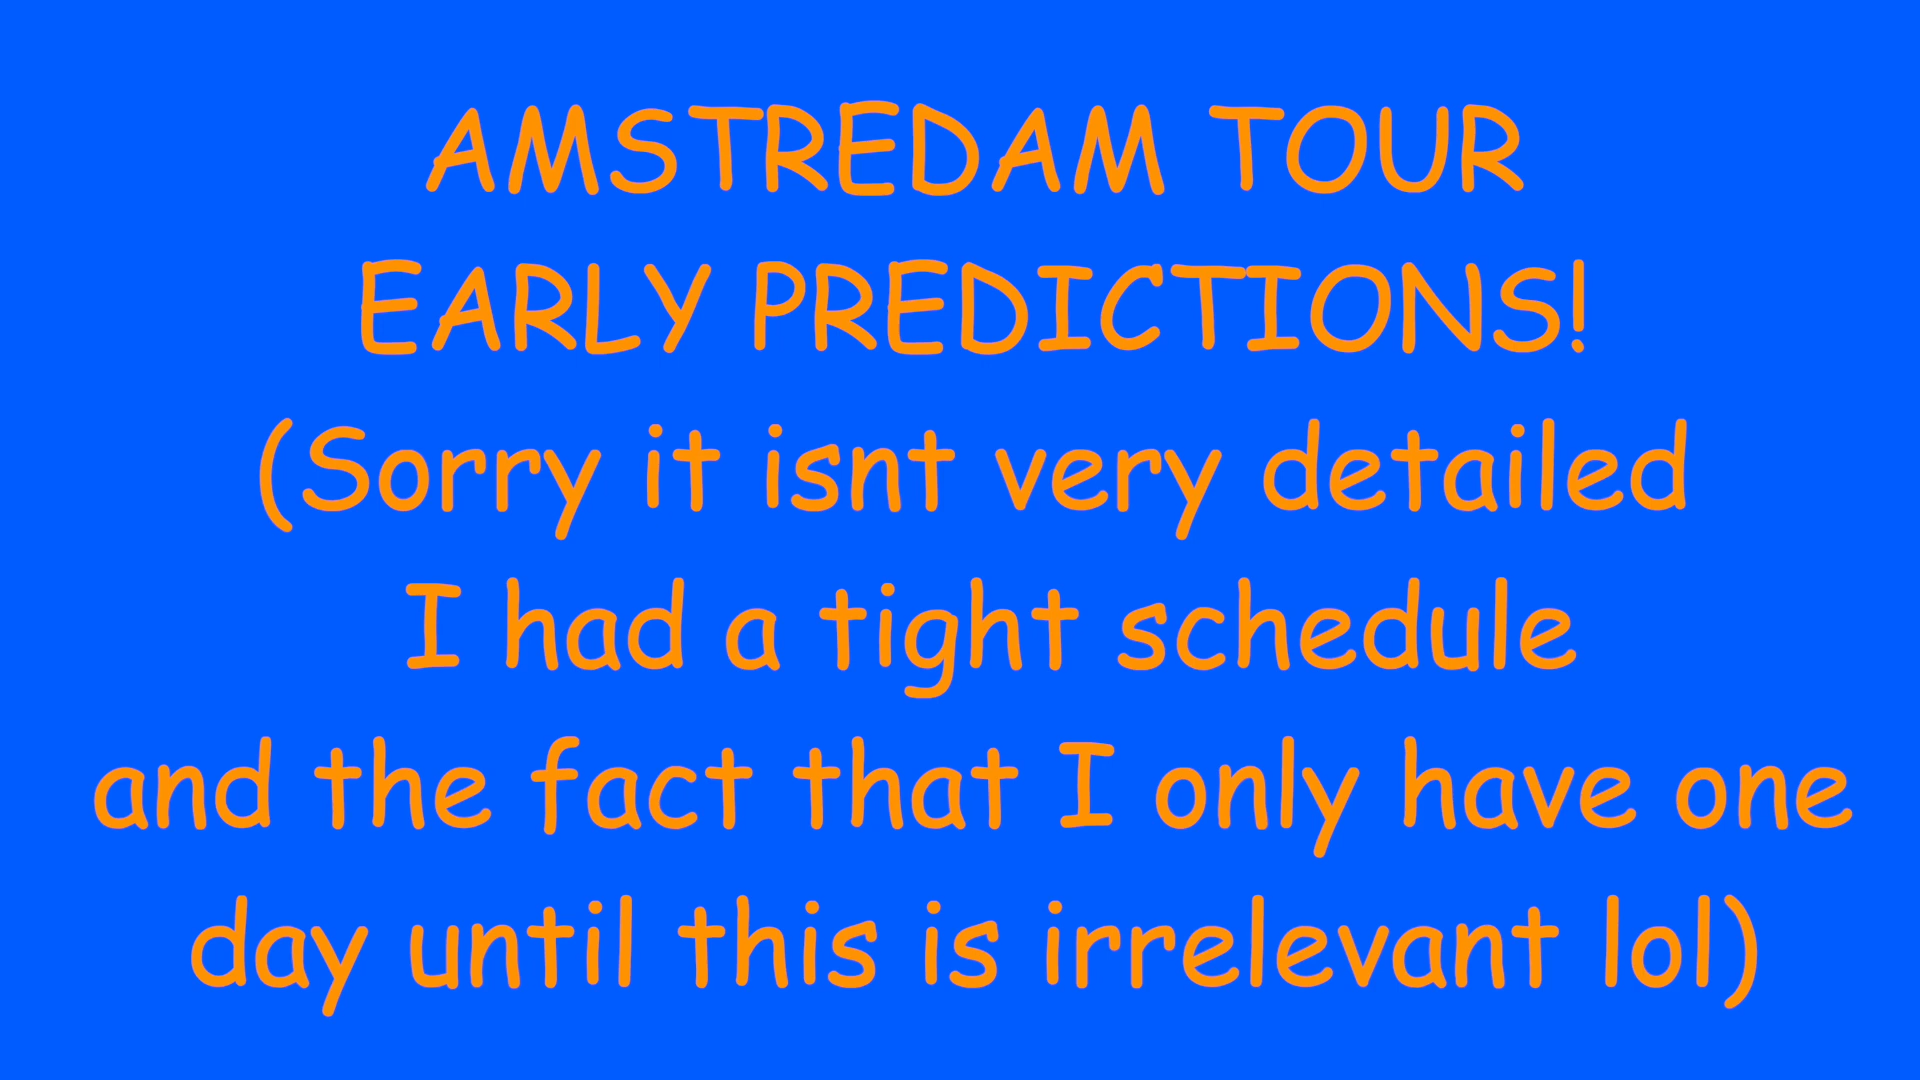 AMSTREDAM TOUR
EARLY PREDICTIONS!
(Sorry it isnt very detailed
I had a tight schedule
and the fact that I only have one
day until this is irrelevant lol)